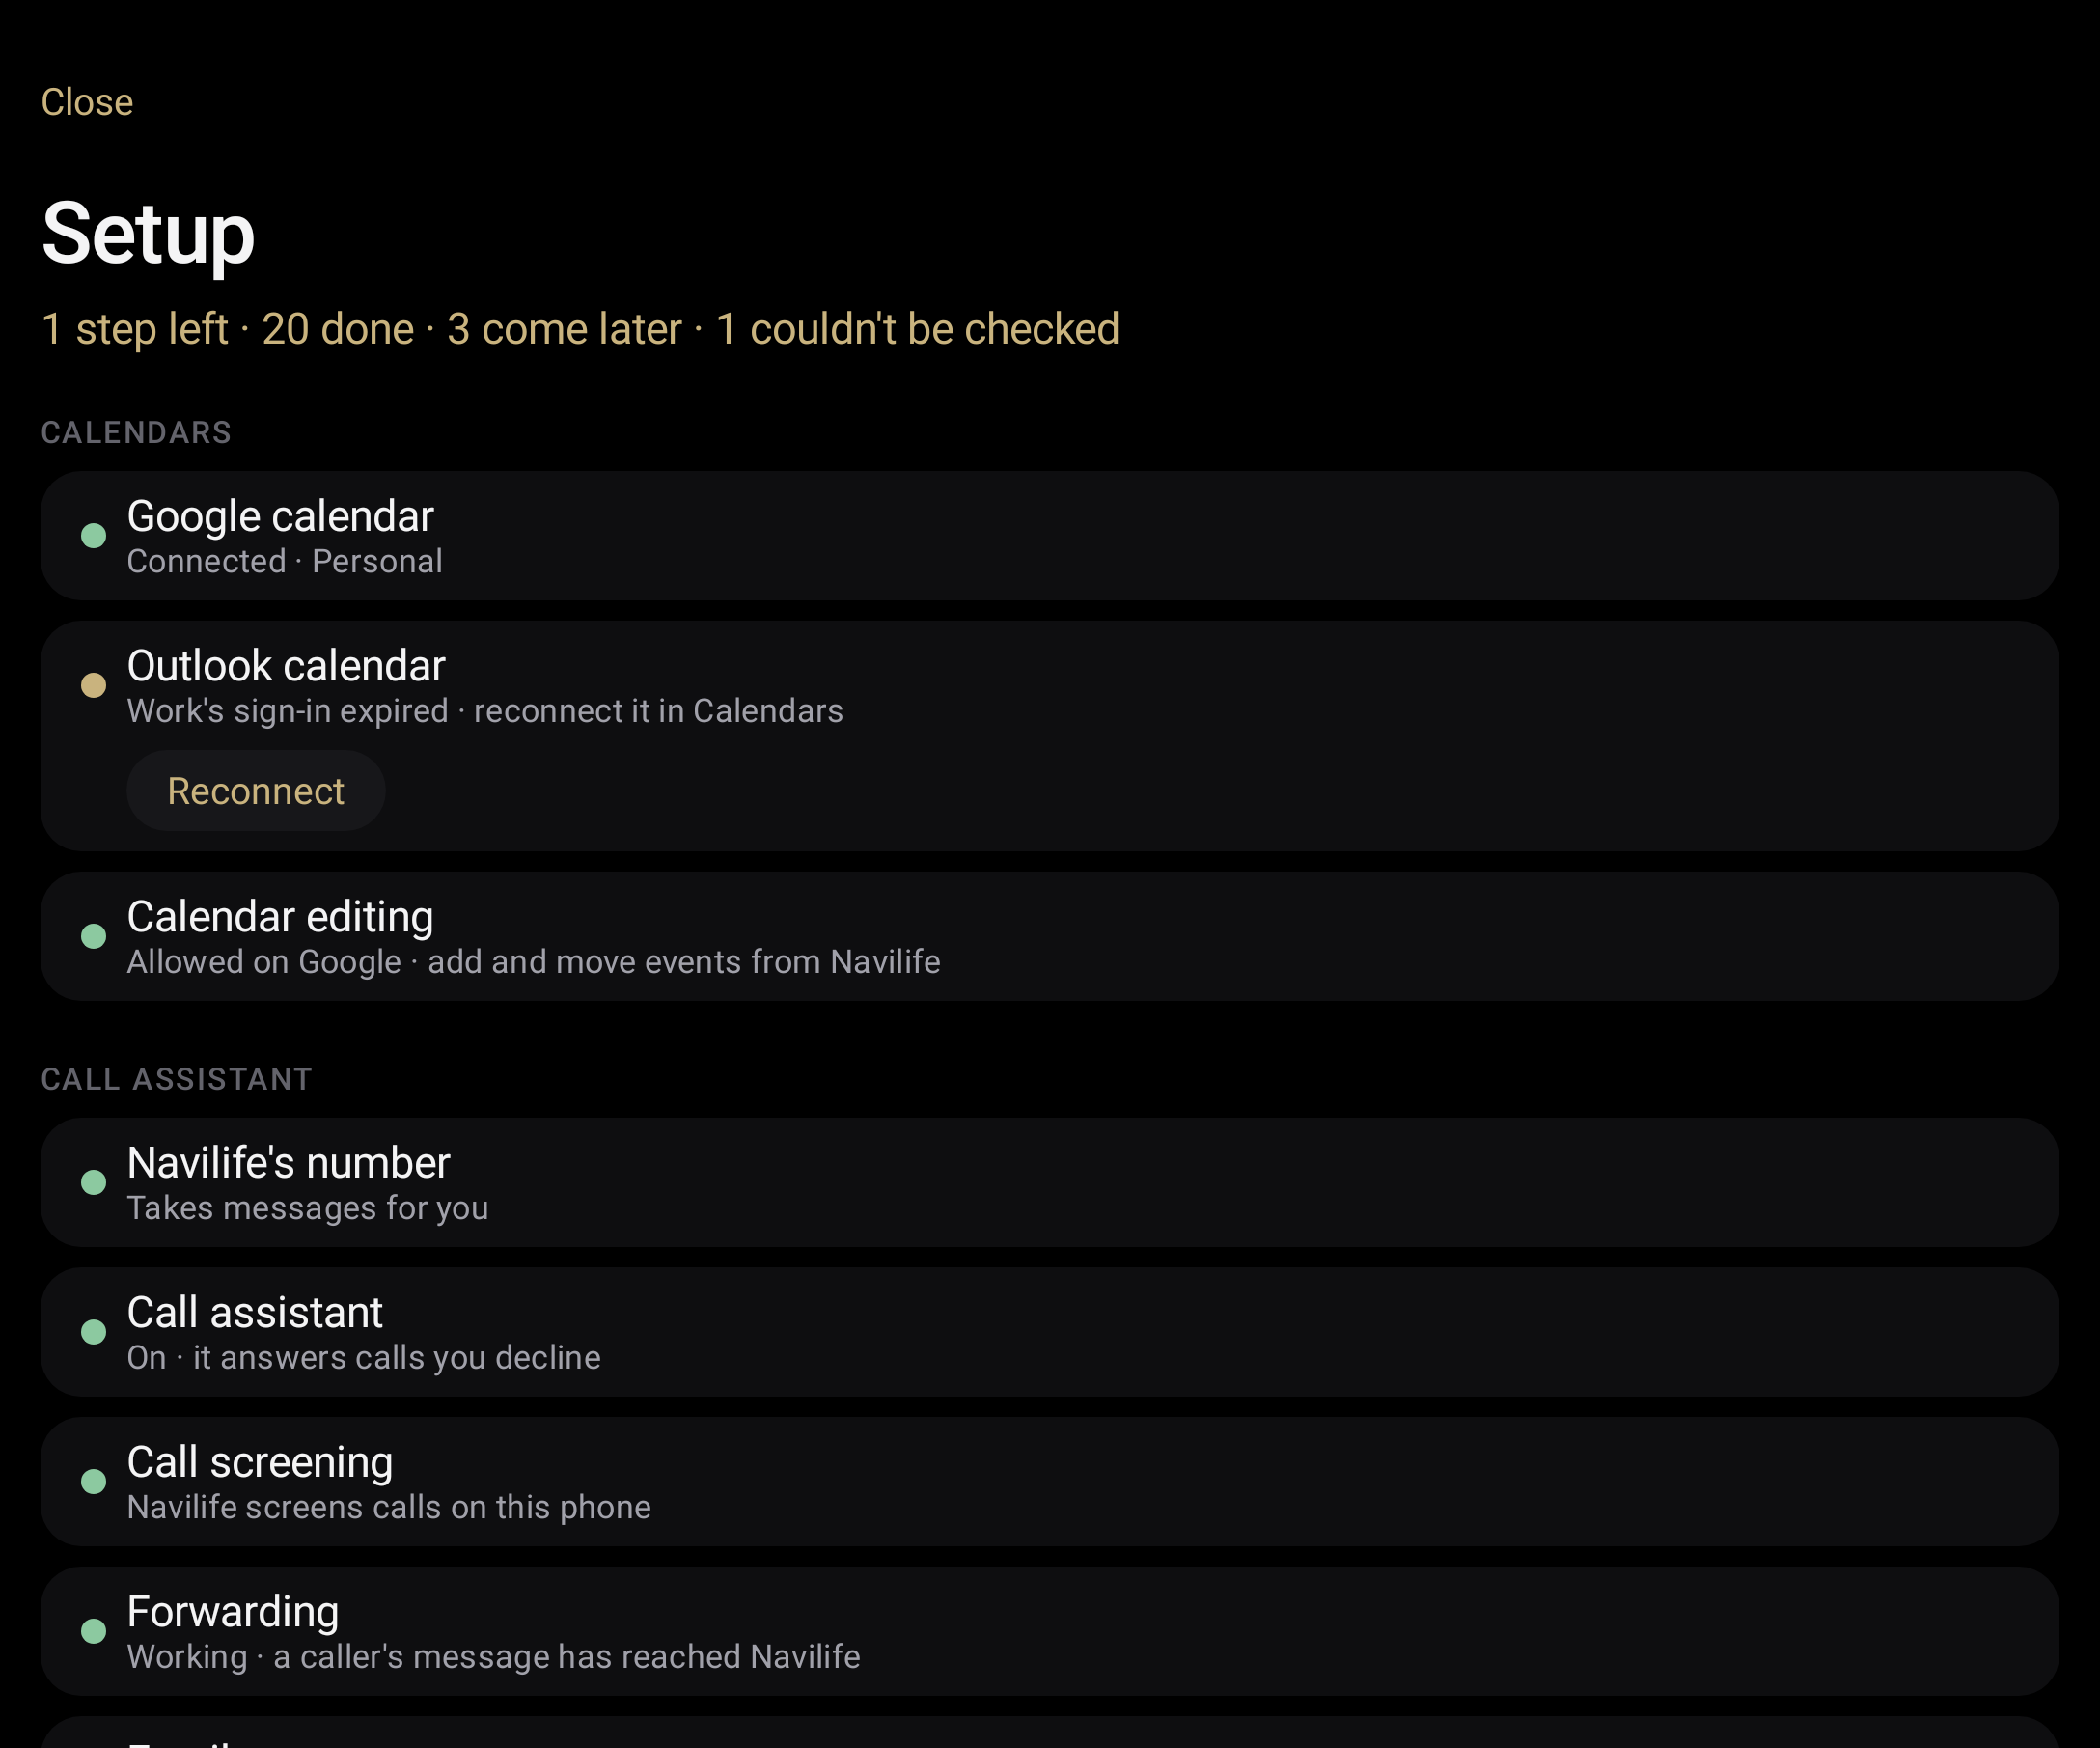 Close
Setup
1 step left · 20 done · 3 come later · 1 couldn't be checked
CALENDARS
Google calendar
Connected · Personal
Outlook calendar
Work's sign-in expired · reconnect it in Calendars
Reconnect
Calendar editing
Allowed on Google · add and move events from Navilife
CALL ASSISTANT
Navilife's number
Takes messages for you
Call assistant
On · it answers calls you decline
Call screening
Navilife screens calls on this phone
Forwarding
Working · a caller's message has reached Navilife